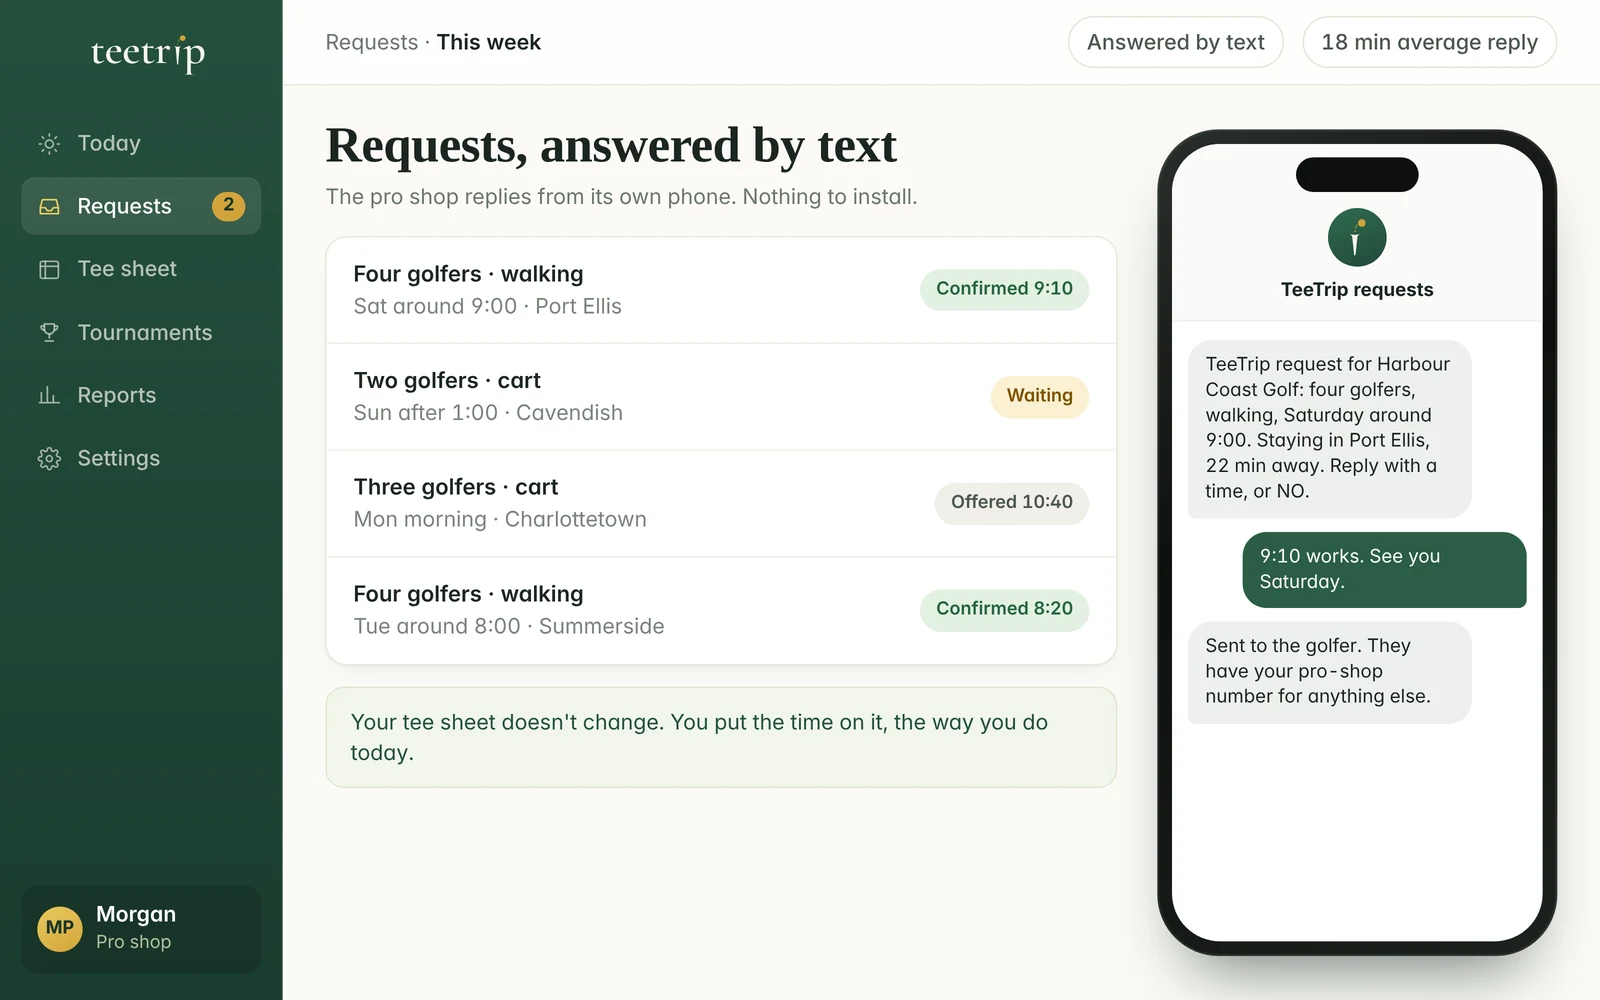 teetrip
Today
Requests 2
Tee sheet
Tournaments
Reports
Settings
MP
Morgan
Pro shop
Requests · This week
Answered by text
18 min average reply
Requests, answered by text
The pro shop replies from its own phone. Nothing to install.
Four golfers · walking
Sat around 9:00 · Port Ellis
Confirmed 9:10
Two golfers · cart
Sun after 1:00 · Cavendish
Waiting
Three golfers · cart
Mon morning · Charlottetown
Offered 10:40
Four golfers · walking
Tue around 8:00 · Summerside
Confirmed 8:20
Your tee sheet doesn't change. You put the time on it, the way you do
today.
TeeTrip requests
TeeTrip request for Harbour
Coast Golf: four golfers,
walking, Saturday around
9:00. Staying in Port Ellis,
22 min away. Reply with a
time, or NO.
9:10 works. See you
Saturday.
Sent to the golfer. They
have your pro-shop
number for anything else.